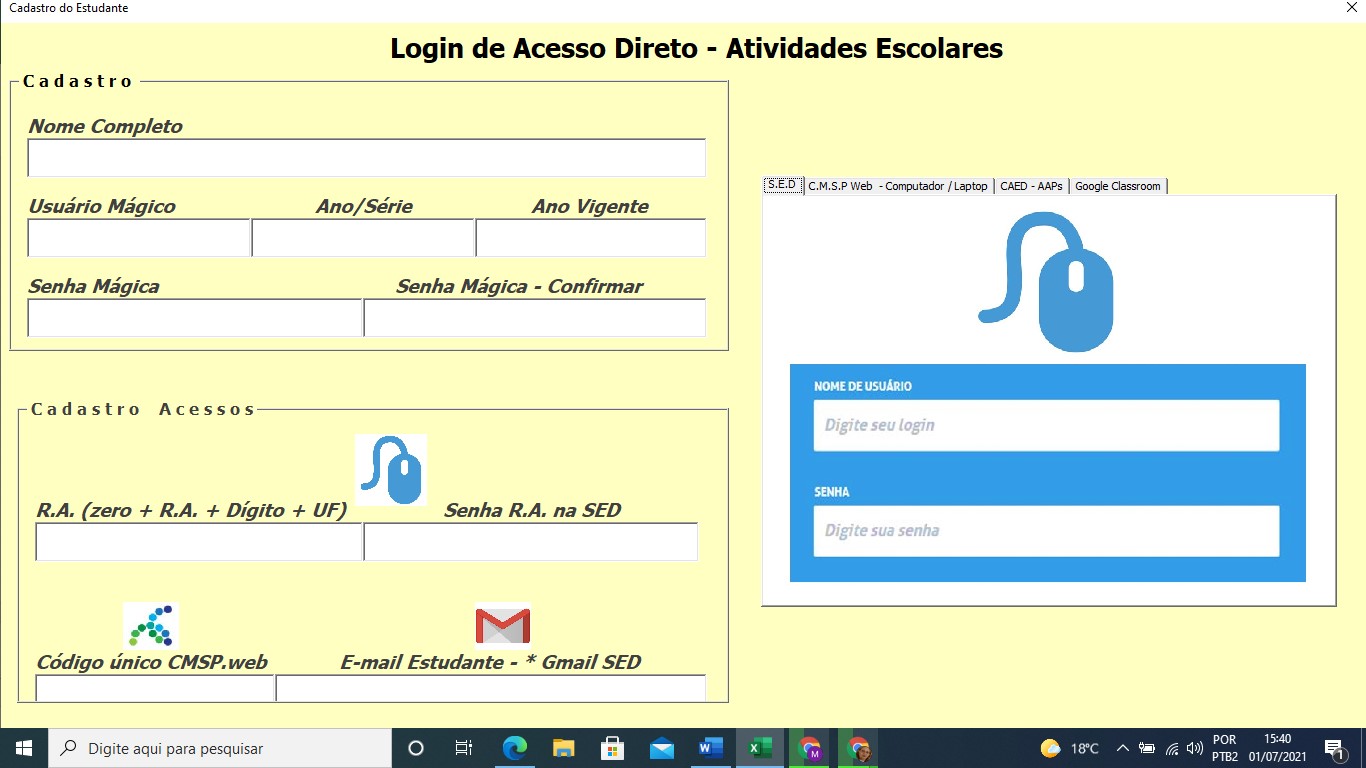 Cadastro do Estudante
Login de Acesso Direto - Atividades Escolares
Cadastro
Nome Completo
Usuário Mágico Ano/Série Ano Vigente
Senha Mágica Senha Mágica - Confirmar
Cadastro Acessos
R.A. (zero + R.A. + Dígito + UF) Senha R.A. na SED
Código único CMSP.web E-mail Estudante - * Gmail SED
S.E.D C.M.S.P Web - Computador / Laptop CAED - AAPs Google Classroom
NOME DE USUÁRIO
Digite seu login
SENHA
Digite sua senha
Digite aqui para pesquisar
W
X
M
18°C
POR
PTB2
15:40
01/07/2021
1